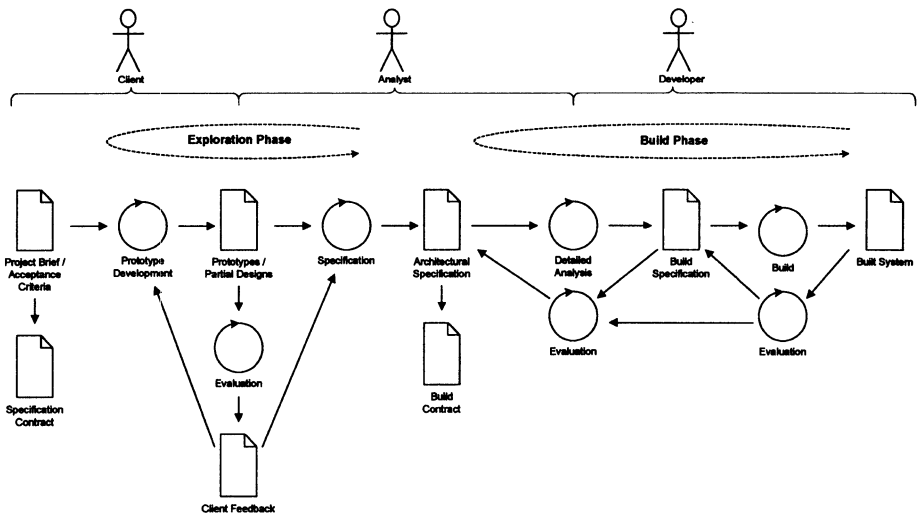 Client
Analyst
Developer
Exploration Phase
Build Phase
Project Brief /
Acceptance
Criteria
Prototype
Development
Prototypes /
Partial Designs
Specification
Architectural
Specification
Detailed
Analysis
Build
Specification
Build
Built System
Evaluation
Evaluation
Evaluation
Specification
Contract
Build
Contract
Client Feedback